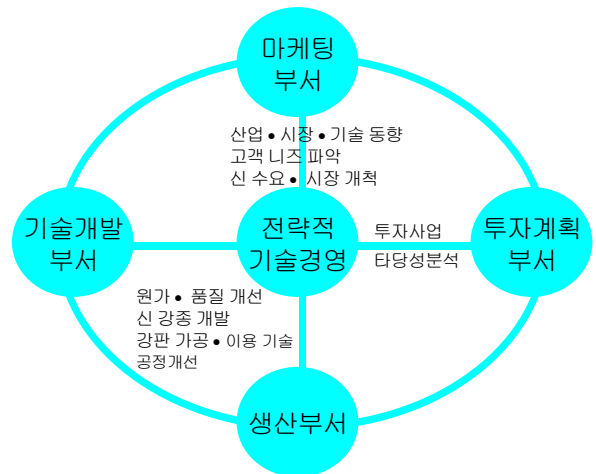 마케팅
부서
산업 • 시장 • 기술 동향
고객 니즈 파악
신 수요 • 시장 개척
기술개발
부서
전략적
기술경영
투자사업
타당성분석
투자계획
부서
원가 • 품질 개선
신 강종 개발
강판 가공 • 이용 기술
공정개선
생산부서